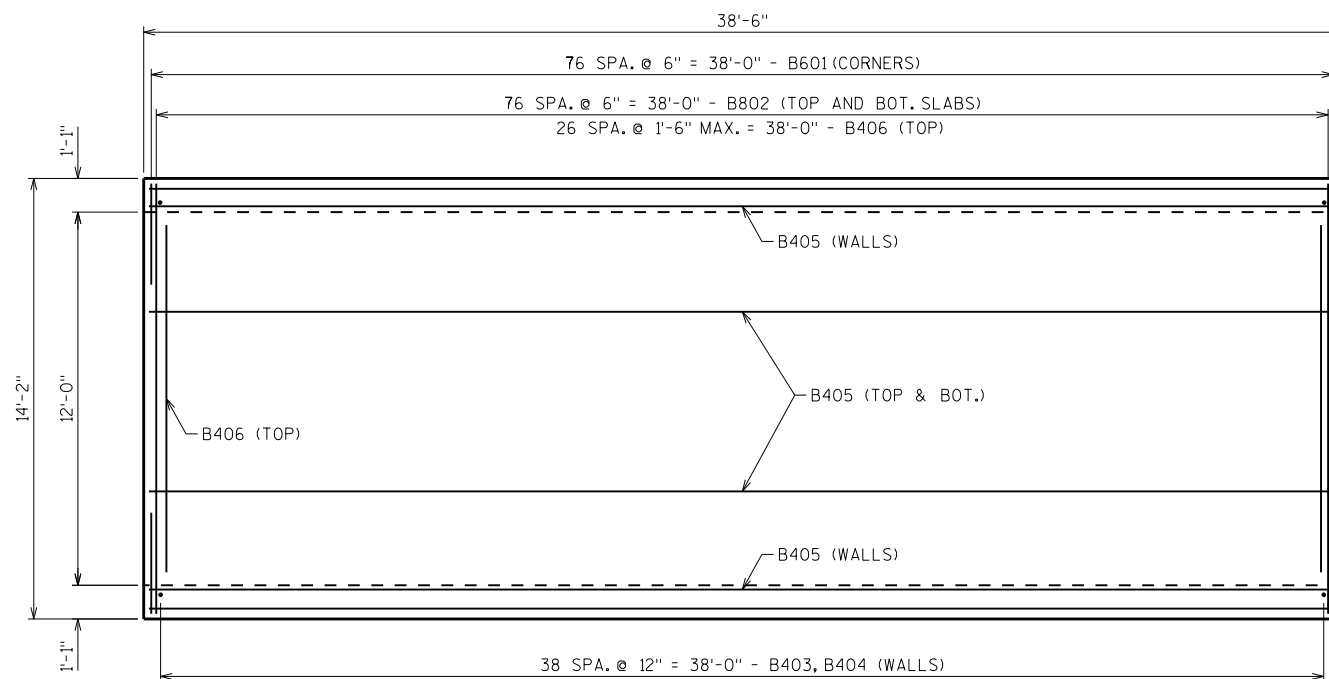 38'-6"
76 SPA. @ 6" = 38'-0" - B601 (CORNERS)
76 SPA. @ 6" = 38'-0" - B802 (TOP AND BOT. SLABS)
26 SPA. @ 1'-6" MAX. = 38'-0" - B406 (TOP)
1'-1"
B405 (WALLS)
14'-2"
12'-0"
B405 (TOP & BOT.)
B406 (TOP)
B405 (WALLS)
1'-1"
38 SPA. @ 12" = 38'-0" - B403, B404 (WALLS)